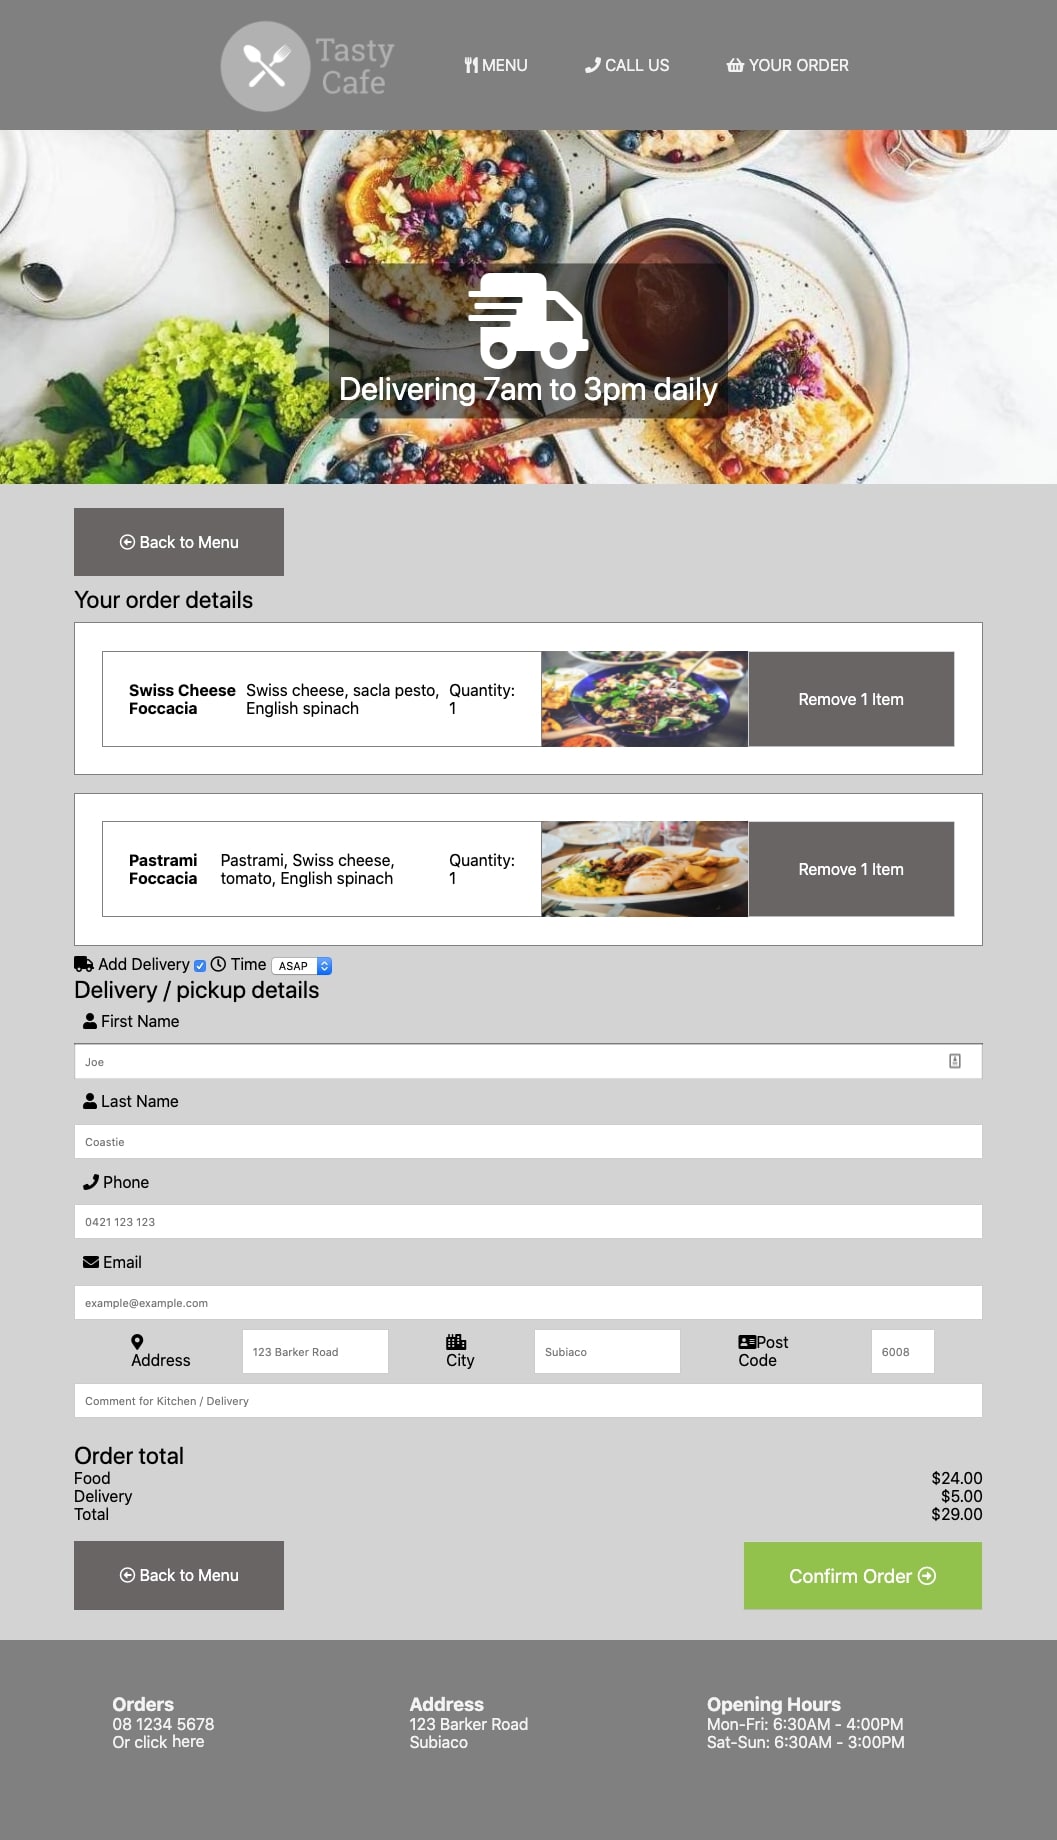 Tasty
Cafe
MENU
CALL US
YOUR ORDER
Delivering 7am to 3pm daily
Back to Menu
Your order details
Swiss Cheese
Foccacia
Swiss cheese, sacla pesto,
English spinach
Quantity:
1
Remove 1 Item
Pastrami
Foccacia
Pastrami, Swiss cheese,
tomato, English spinach
Quantity:
1
Remove 1 Item
Add Delivery Time ASAP
Delivery / pickup details
First Name
Joe
Last Name
Coastie
Phone
0421 123 123
Email
example@example.com
Address
123 Barker Road
City
Subiaco
Post
Code
6008
Comment for Kitchen / Delivery
Order total
Food $24.00
Delivery $5.00
Total $29.00
Back to Menu
Confirm Order
Orders
08 1234 5678
Or click here
Address
123 Barker Road
Subiaco
Opening Hours
Mon-Fri: 6:30AM - 4:00PM
Sat-Sun: 6:30AM - 3:00PM